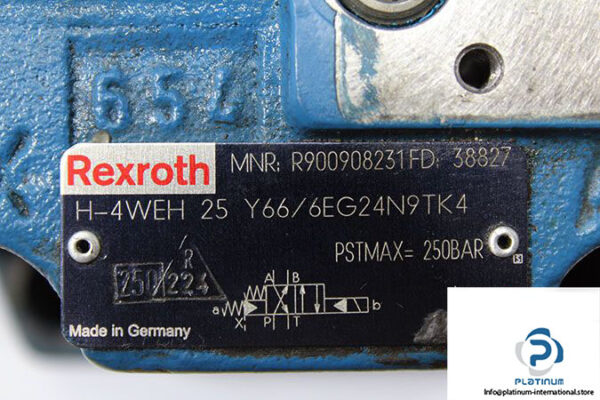 654
Rexroth MNR: R900908231 FD: 38827
H-4WEH 25 Y66/6EG24N9TK4
PSTMAX= 250BAR
R
250/224
A B
a b
X P T
Made in Germany
PLATINUM
info@platinum-international.store